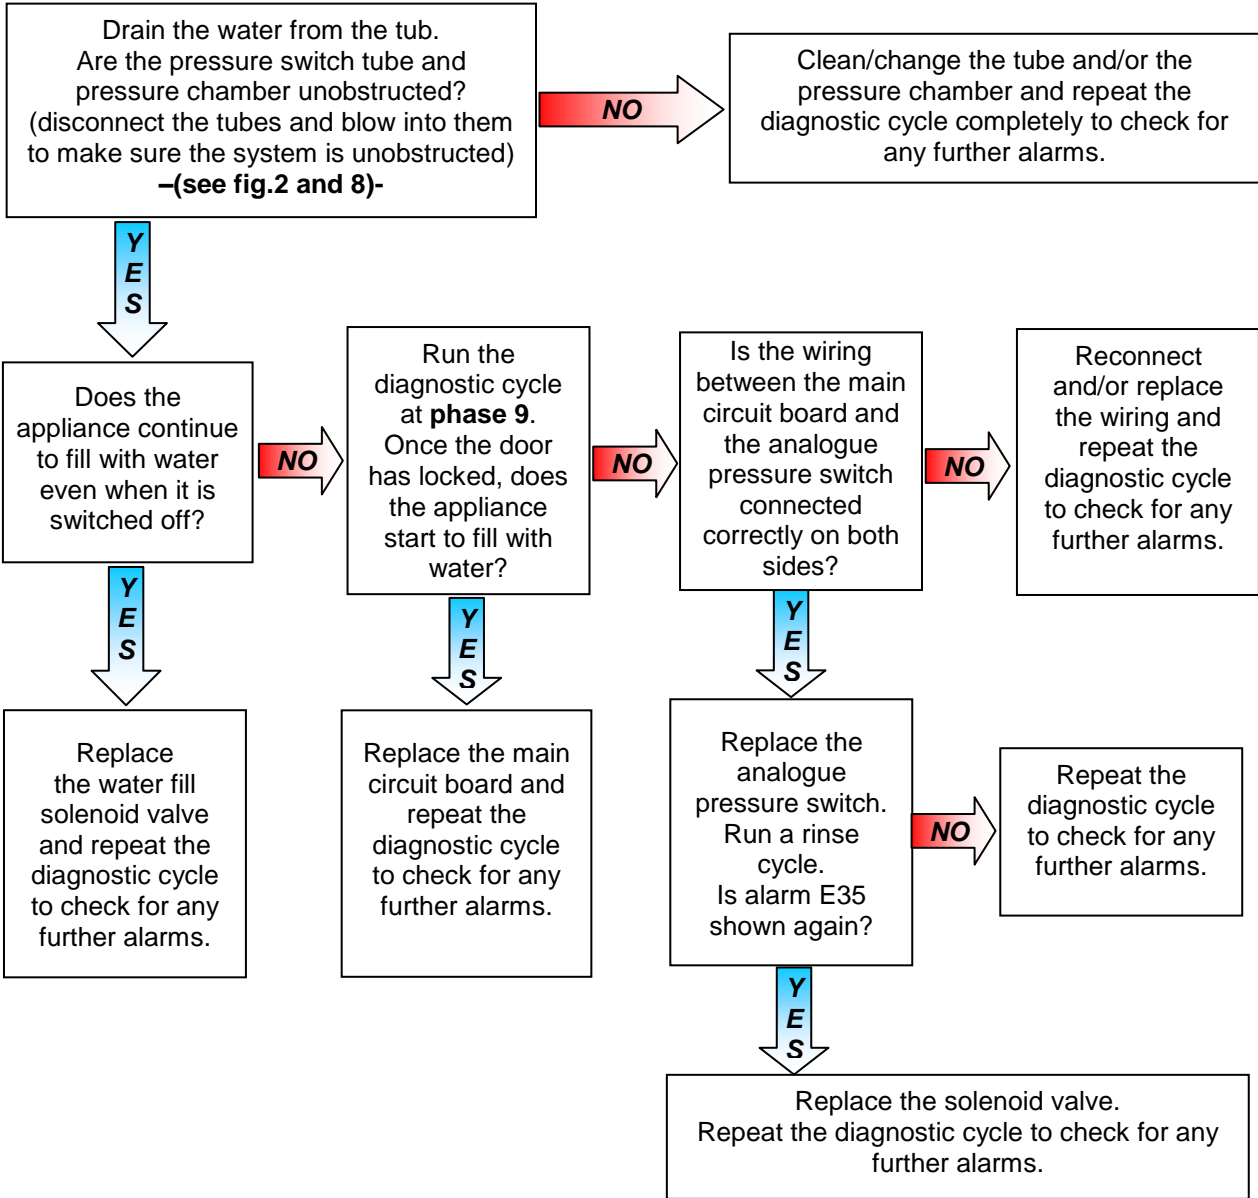 Drain the water from the tub.
Are the pressure switch tube and
pressure chamber unobstructed?
(disconnect the tubes and blow into them
to make sure the system is unobstructed)
–(see fig.2 and 8)-
NO
Clean/change the tube and/or the
pressure chamber and repeat the
diagnostic cycle completely to check for
any further alarms.
Y
E
S
Does the
appliance continue
to fill with water
even when it is
switched off?
NO
Run the
diagnostic cycle
at phase 9.
Once the door
has locked, does
the appliance
start to fill with
water?
NO
Is the wiring
between the main
circuit board and
the analogue
pressure switch
connected
correctly on both
sides?
NO
Reconnect
and/or replace
the wiring and
repeat the
diagnostic cycle
to check for any
further alarms.
Y
E
S
Y
E
S
Y
E
S
Replace
the water fill
solenoid valve
and repeat the
diagnostic cycle
to check for any
further alarms.
Replace the main
circuit board and
repeat the
diagnostic cycle
to check for any
further alarms.
Replace the
analogue
pressure switch.
Run a rinse
cycle.
Is alarm E35
shown again?
NO
Repeat the
diagnostic cycle
to check for any
further alarms.
Y
E
S
Replace the solenoid valve.
Repeat the diagnostic cycle to check for any
further alarms.